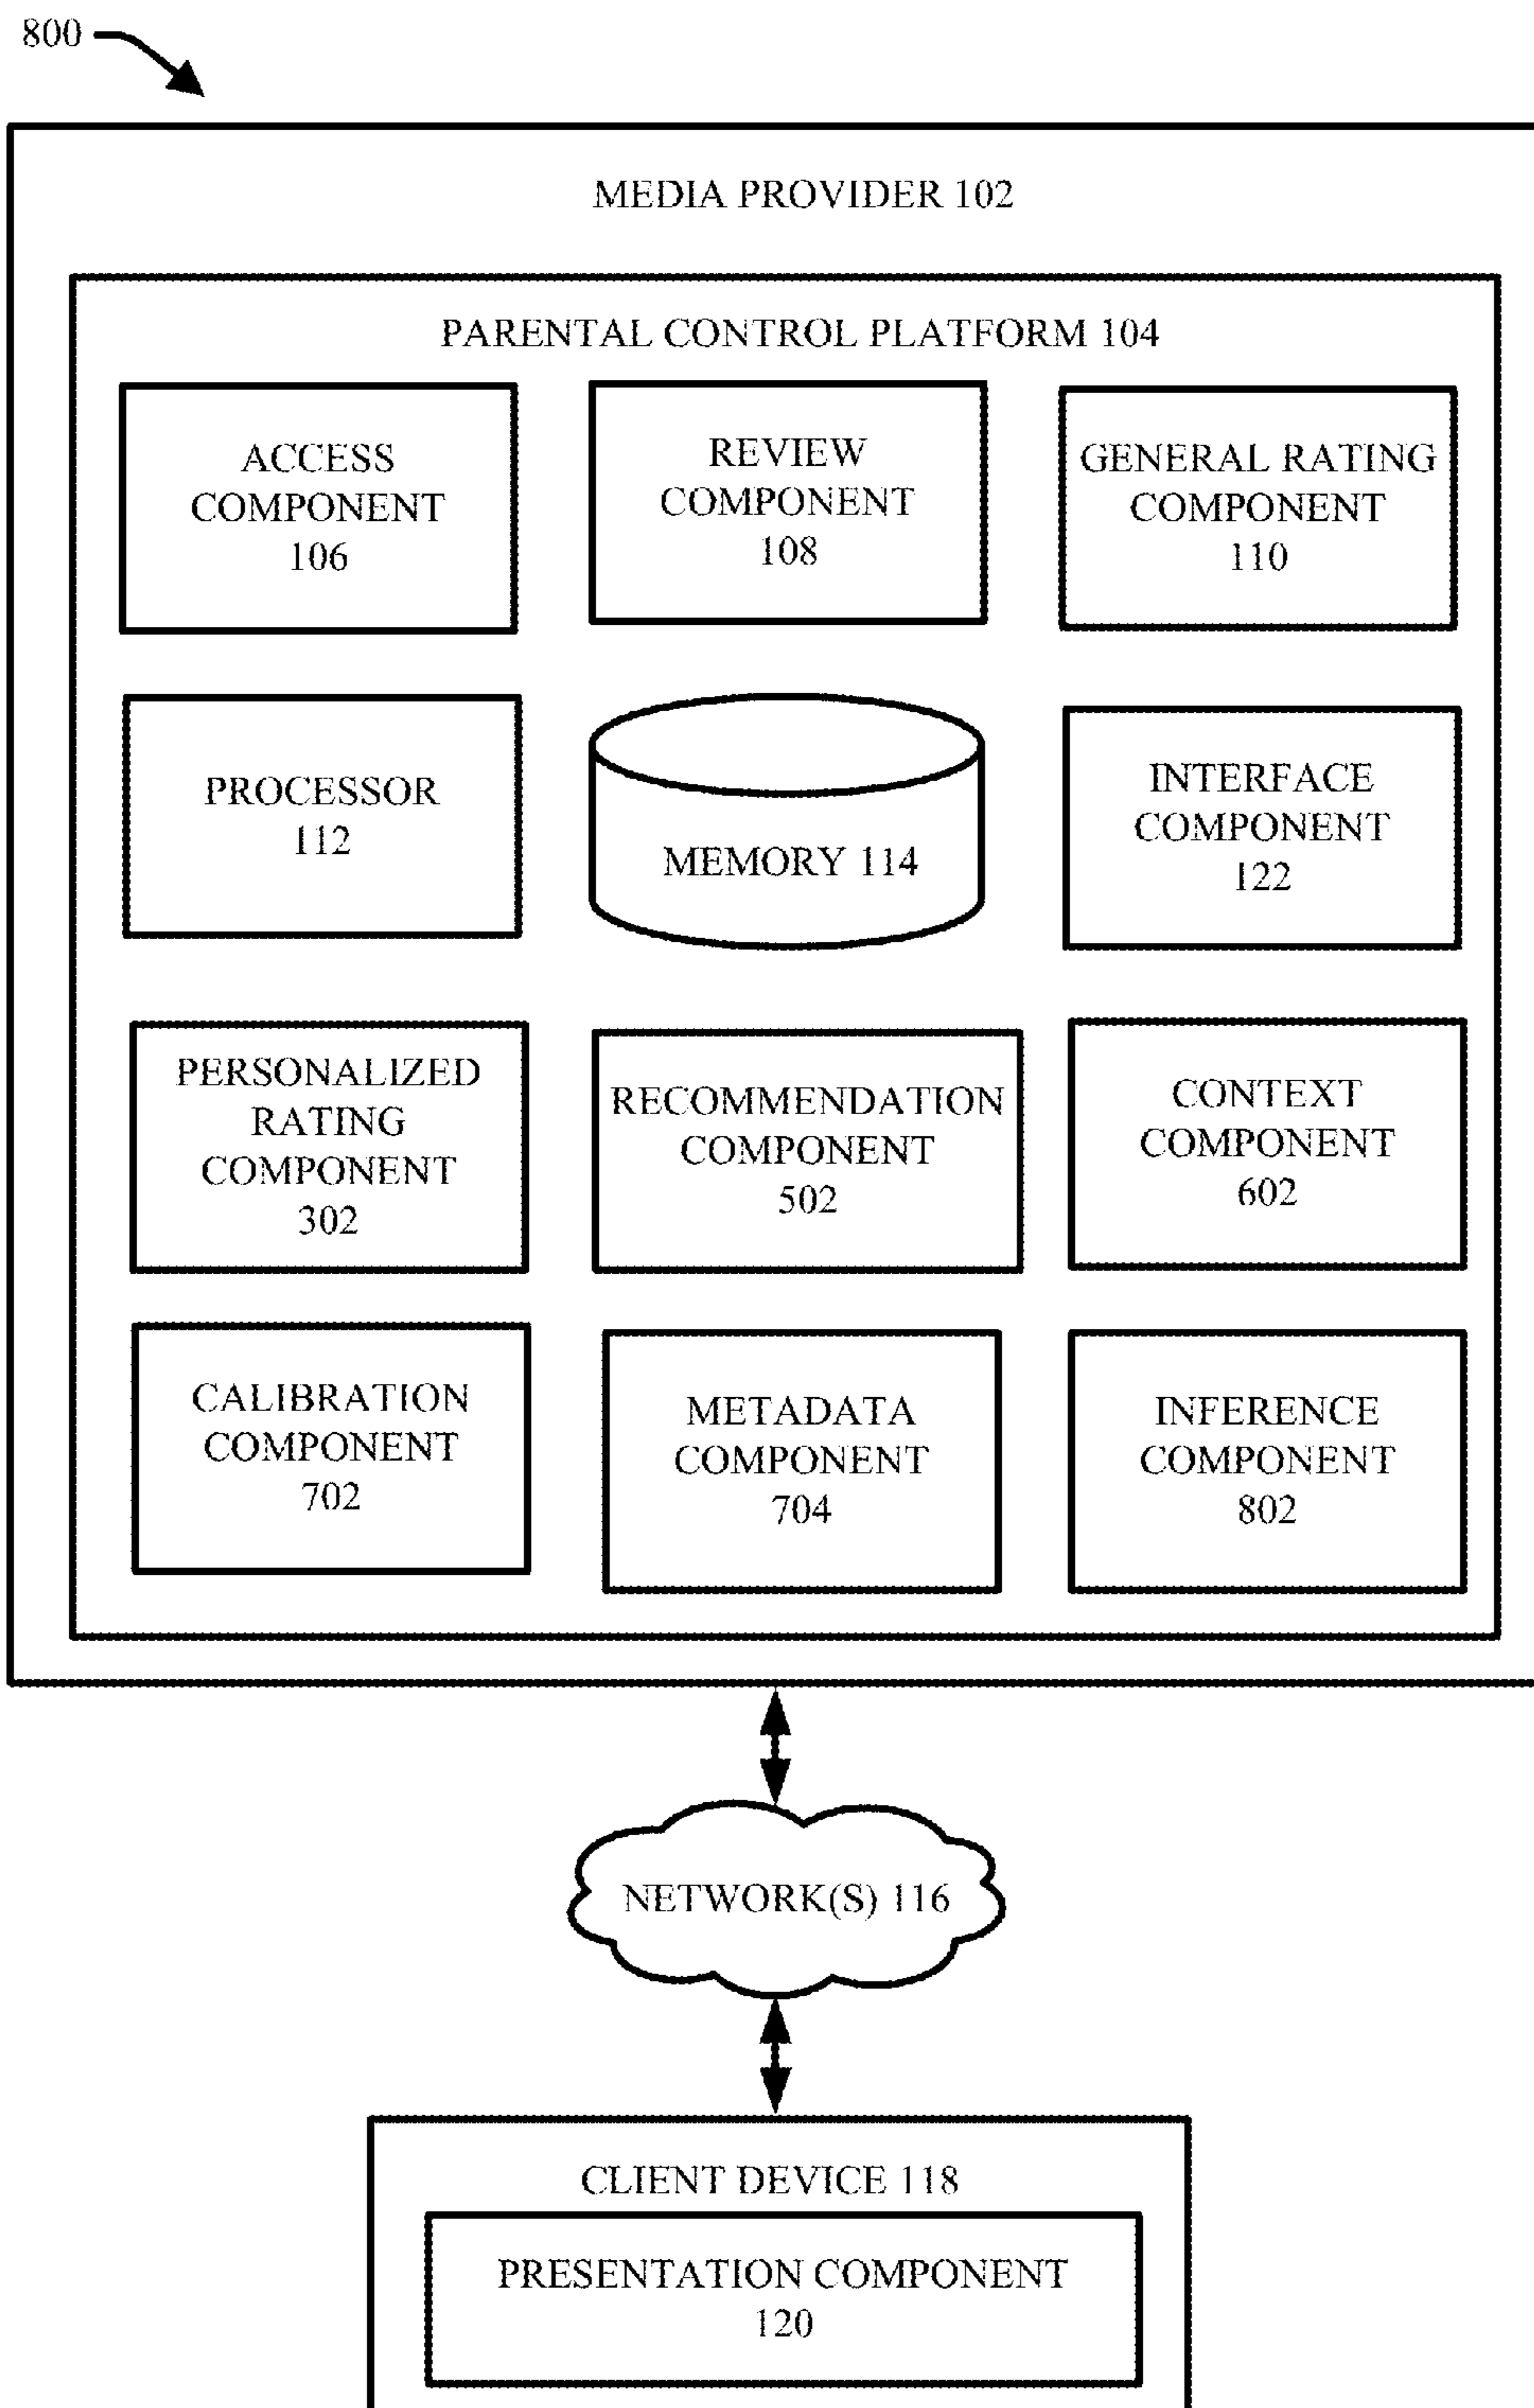 800
MEDIA PROVIDER 102
PARENTAL CONTROL PLATFORM 104
ACCESS
COMPONENT
106
REVIEW
COMPONENT
108
GENERAL RATING
COMPONENT
110
PROCESSOR
112
MEMORY 114
INTERFACE
COMPONENT
122
PERSONALIZED
RATING
COMPONENT
302
RECOMMENDATION
COMPONENT
502
CONTEXT
COMPONENT
602
CALIBRATION
COMPONENT
702
METADATA
COMPONENT
704
INFERENCE
COMPONENT
802
NETWORK(S) 116
CLIENT DEVICE 118
PRESENTATION COMPONENT
120